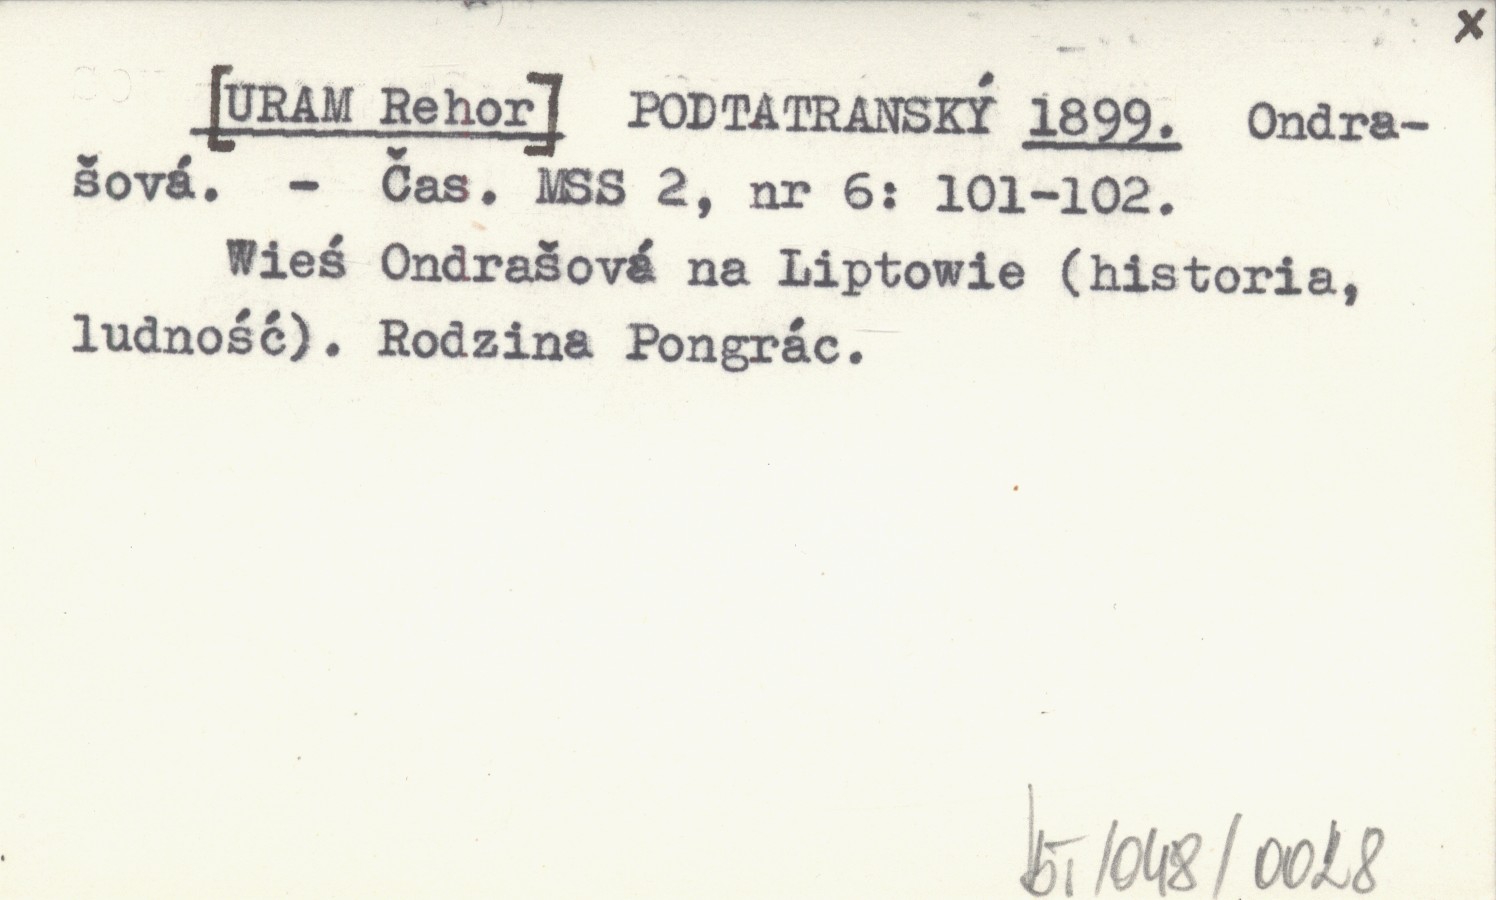 x
[URAM Rehor] PODTATRANSKÝ 1899. Ondra-
šová. - Čas. MSS 2, nr 6: 101-102.
Wieś Ondrašová na Liptowie (historia,
ludność). Rodzina Pongrác.
bT/048/0028